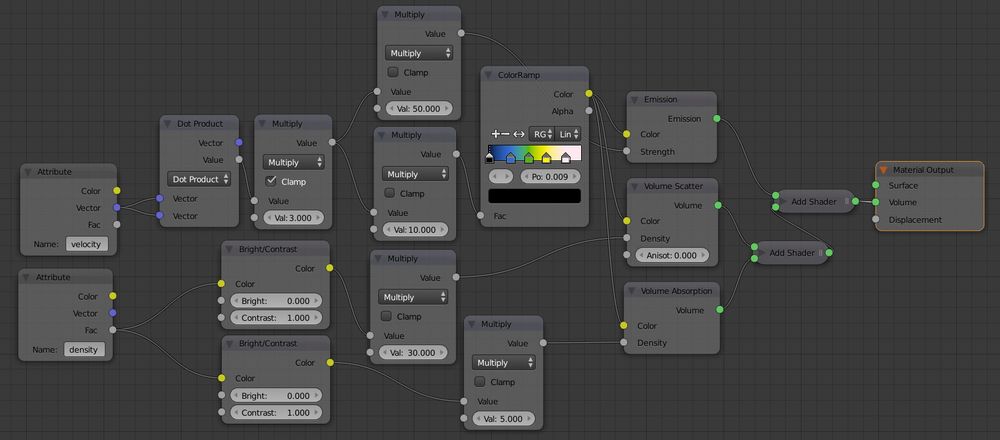 Multiply
Value
Multiply
Clamp
Value
Val: 50.000
ColorRamp
Color
Alpha
RG
Lin
Po: 0.009
Fac
Emission
Emission
Color
Strength
Dot Product
Vector
Value
Dot Product
Vector
Vector
Multiply
Value
Multiply
Clamp
Value
Val:3.000
Multiply
Value
Multiply
Clamp
Value
Val: 10.000
Attribute
Color
Vector
Fac
Name: velocity
Material Output
Surface
Volume
Displacement
Volume Scatter
Volume
Color
Density
Anisot: 0.000
Add Shader
Add Shader
Bright/Contrast
Color
Color
Bright: 0.000
Contrast: 1.000
Multiply
Value
Multiply
Clamp
Value
Val: 30.000
Attribute
Color
Vector
Fac
Name: density
Volume Absorption
Volume
Color
Density
Bright/Contrast
Color
Color
Bright: 0.000
Contrast: 1.000
Multiply
Value
Multiply
Clamp
Value
Val: 5.000